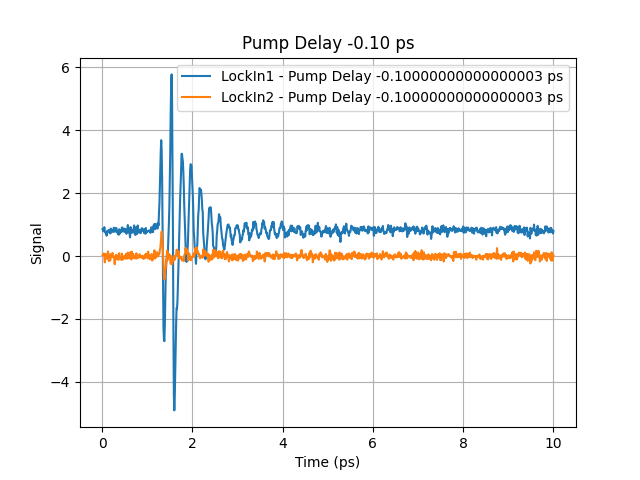 Pump Delay -0.10 ps
LockIn1 - Pump Delay -0.10000000000000003 ps
LockIn2 - Pump Delay -0.10000000000000003 ps
6
4
2
0
−2
−4
Signal
0 2 4 6 8 10
Time (ps)